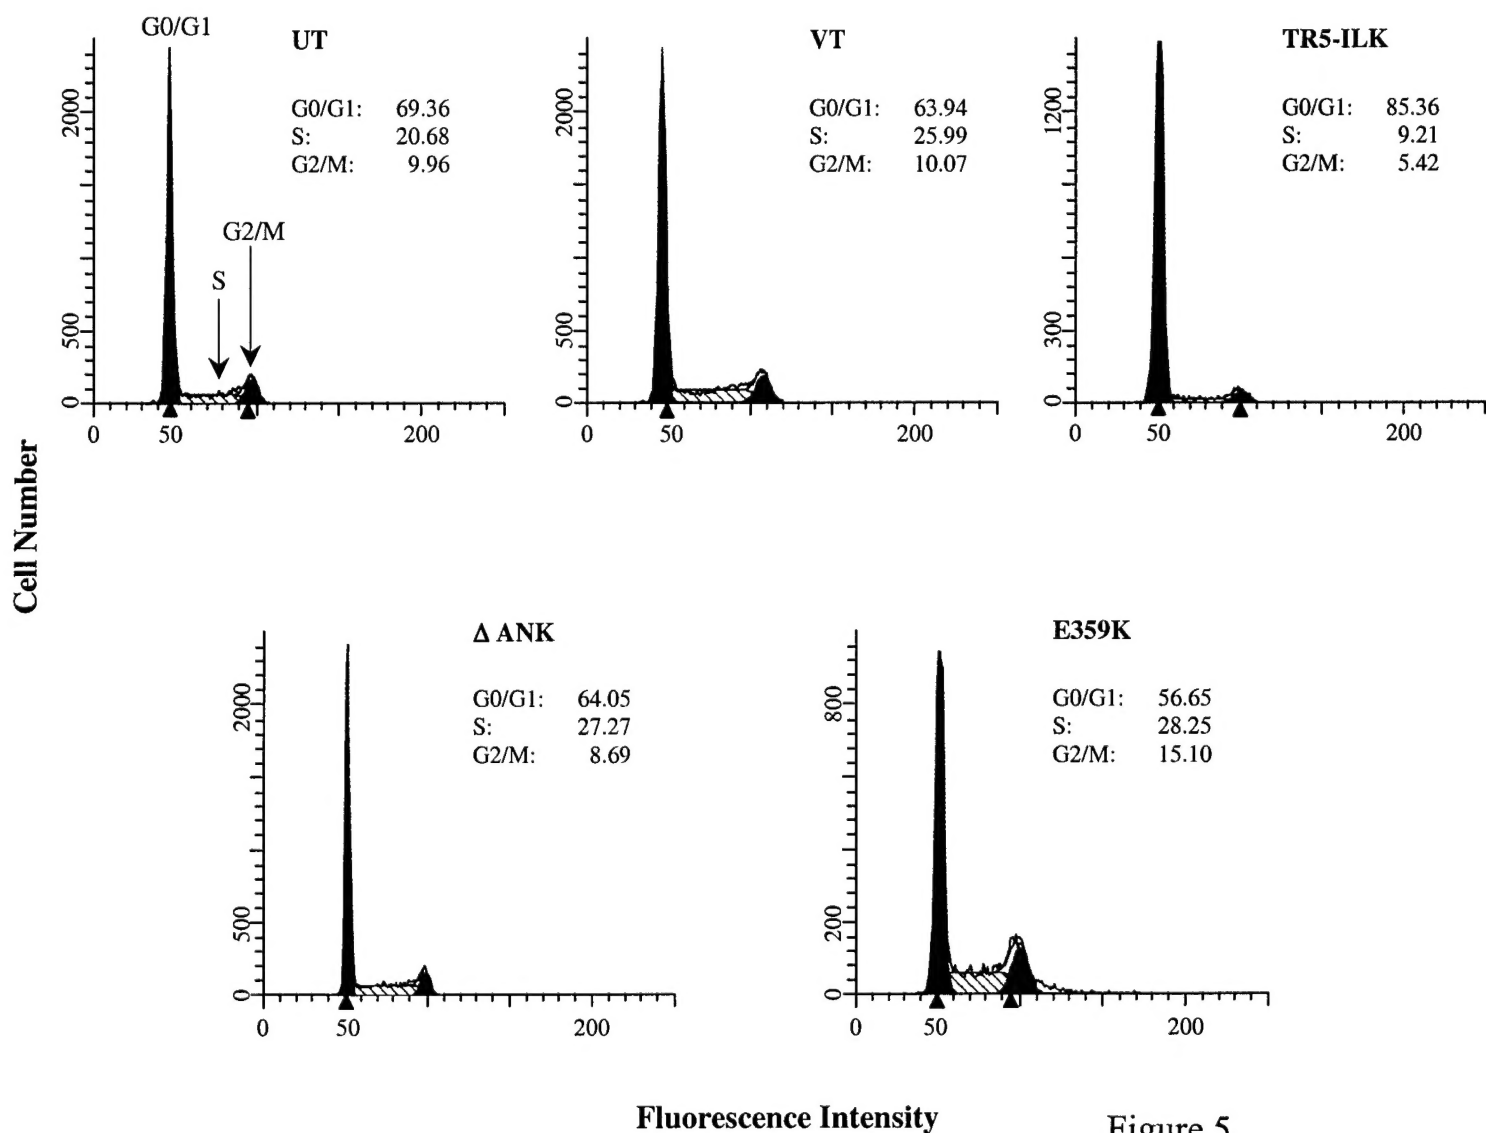 G0/G1
UT
G0/G1: 69.36
S: 20.68
G2/M: 9.96
G2/M
S
2000
500
0
0 50 200
VT
G0/G1: 63.94
S: 25.99
G2/M: 10.07
2000
500
0
0 50 200
TR5-ILK
G0/G1: 85.36
S: 9.21
G2/M: 5.42
1200
300
0
0 50 200
Cell Number
Δ ANK
G0/G1: 64.05
S: 27.27
G2/M: 8.69
2000
500
0
0 50 200
E359K
G0/G1: 56.65
S: 28.25
G2/M: 15.10
800
200
0
0 50 200
Fluorescence Intensity
Figure 5